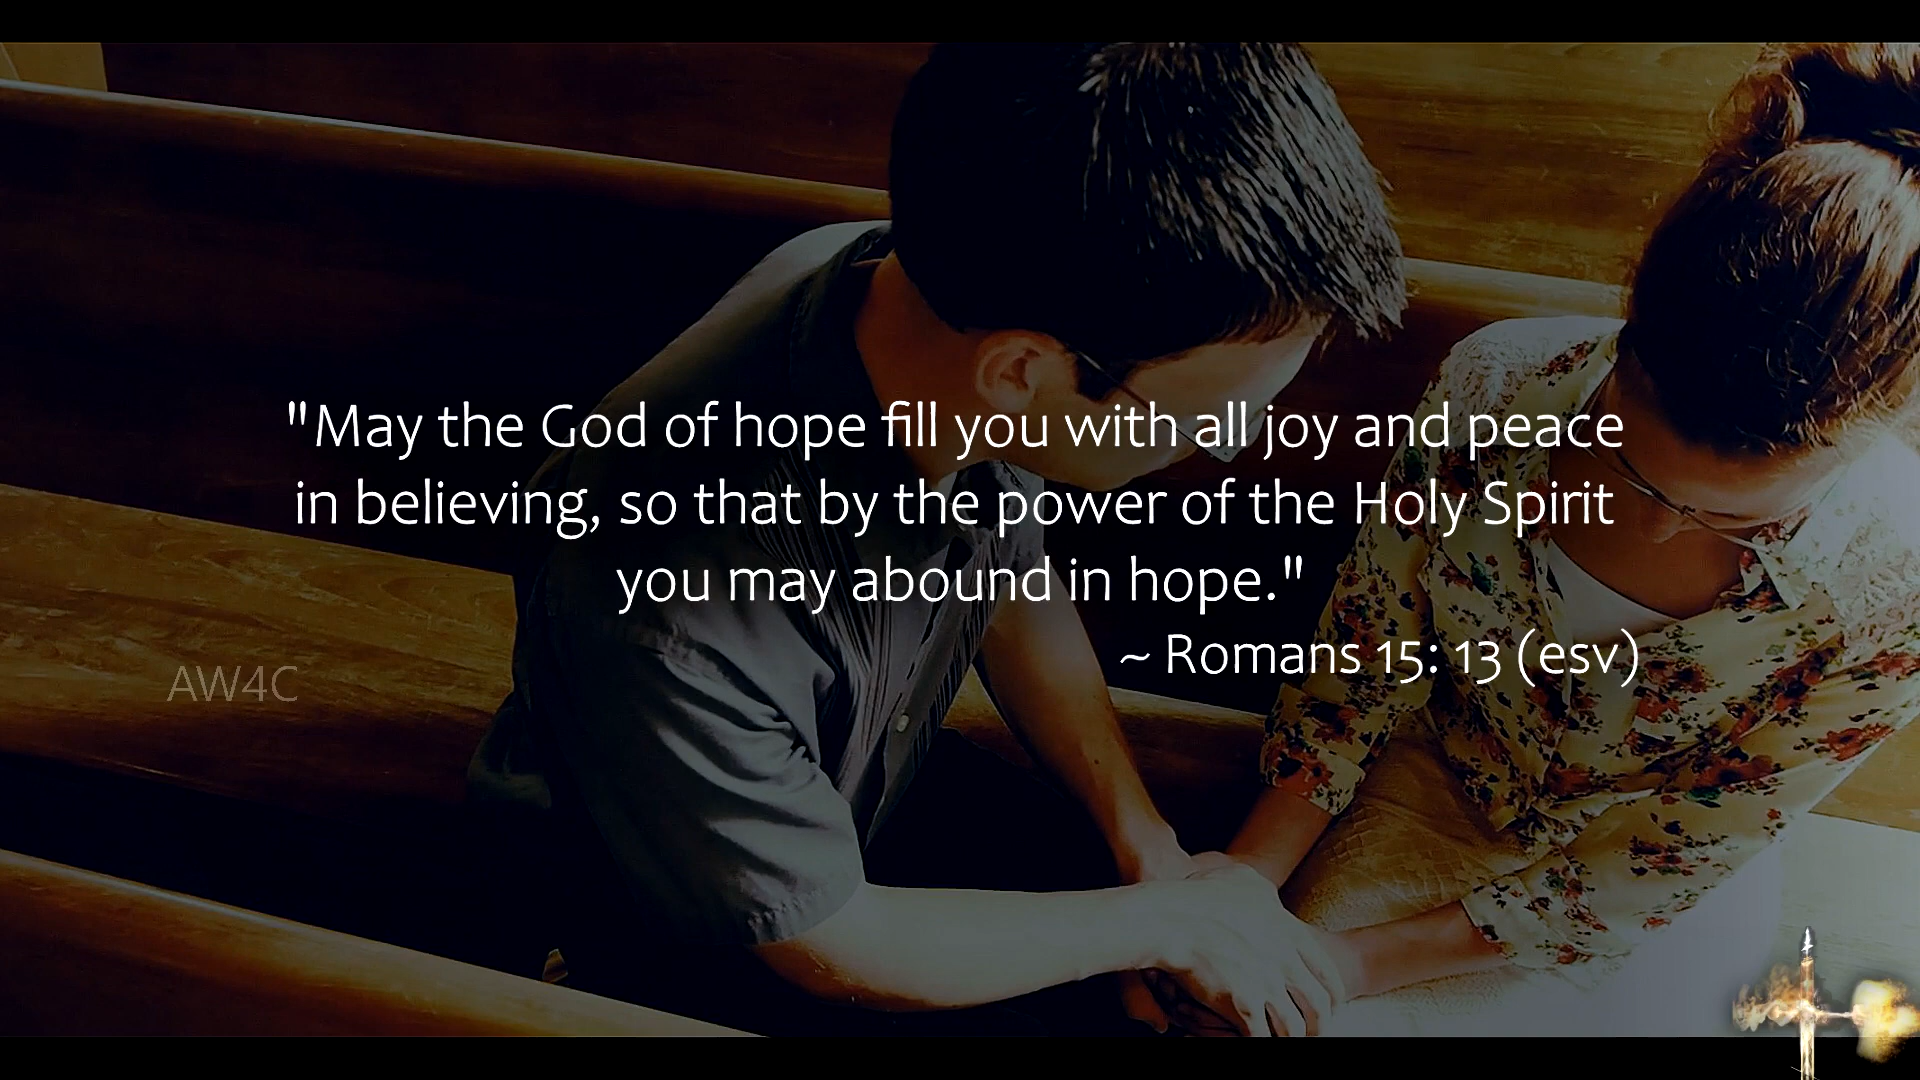 "May the God of hope fill you with all joy and peace
in believing, so that by the power of the Holy Spirit
you may abound in hope."
~ Romans 15: 13 (esv)
AW4C